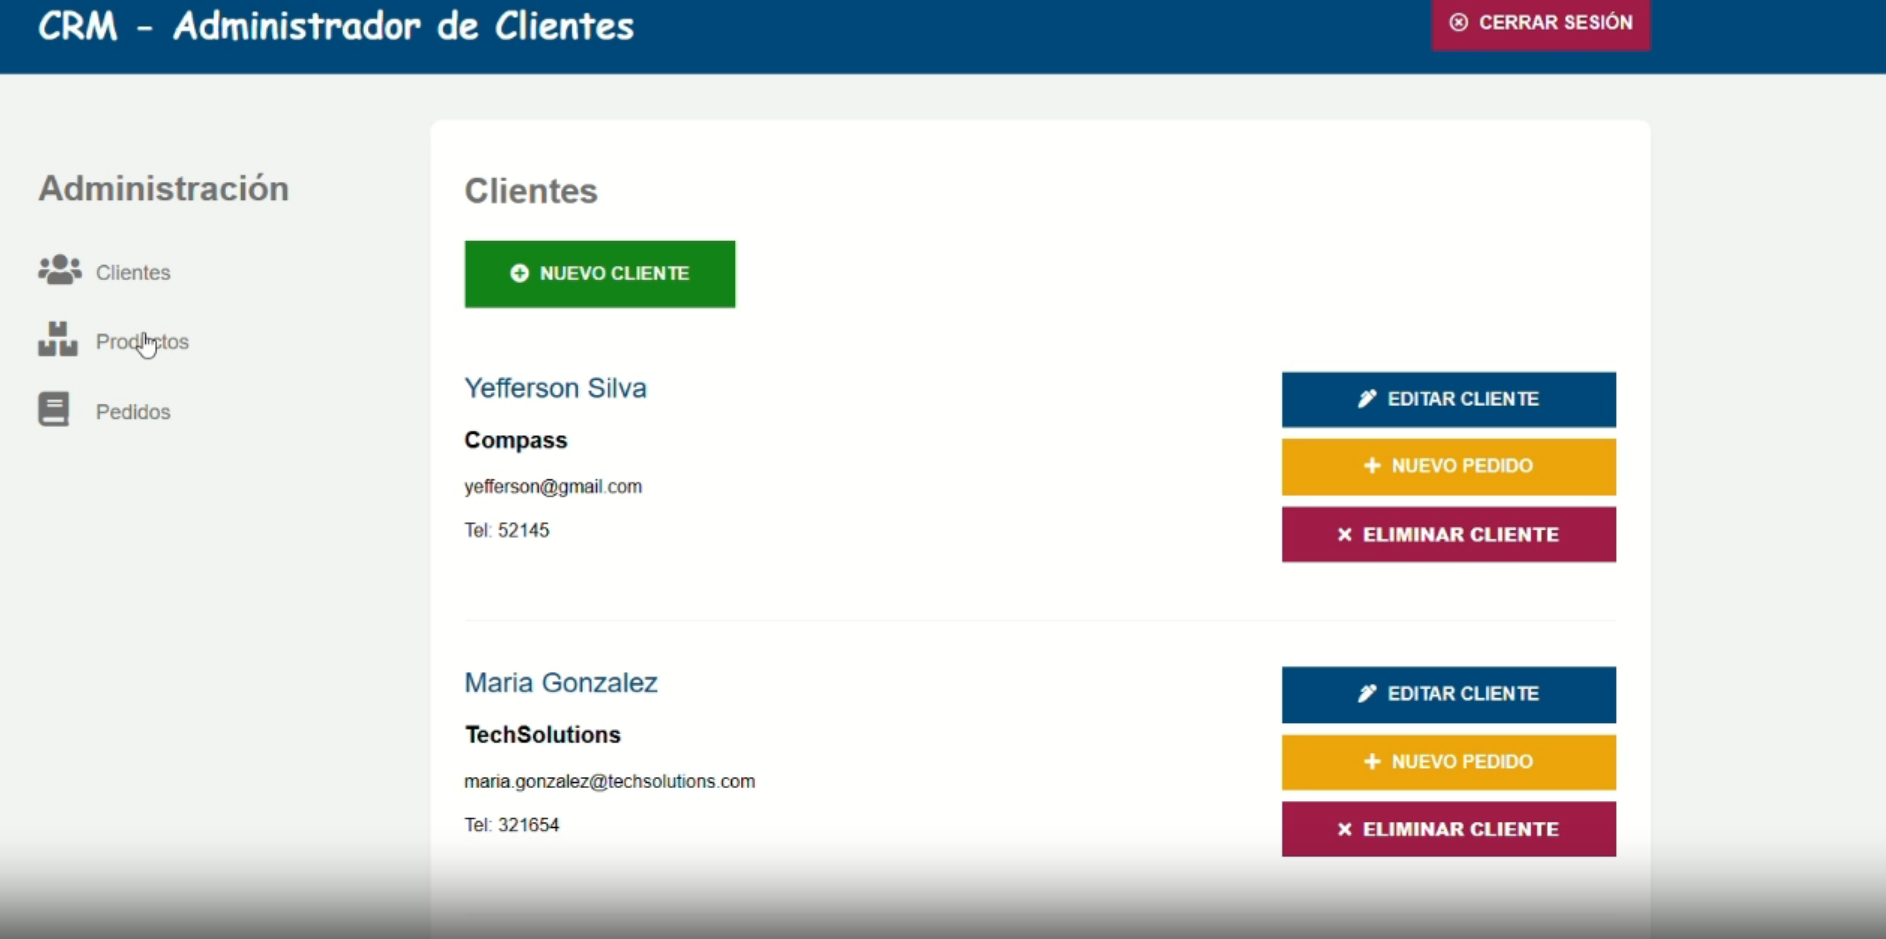 CRM - Administrador de Clientes
CERRAR SESIÓN
Administración
Clientes
Productos
Pedidos
Clientes
NUEVO CLIENTE
Yefferson Silva
Compass
yefferson@gmail.com
Tel: 52145
EDITAR CLIENTE
NUEVO PEDIDO
ELIMINAR CLIENTE
Maria Gonzalez
TechSolutions
maria.gonzalez@techsolutions.com
Tel: 321654
EDITAR CLIENTE
NUEVO PEDIDO
ELIMINAR CLIENTE